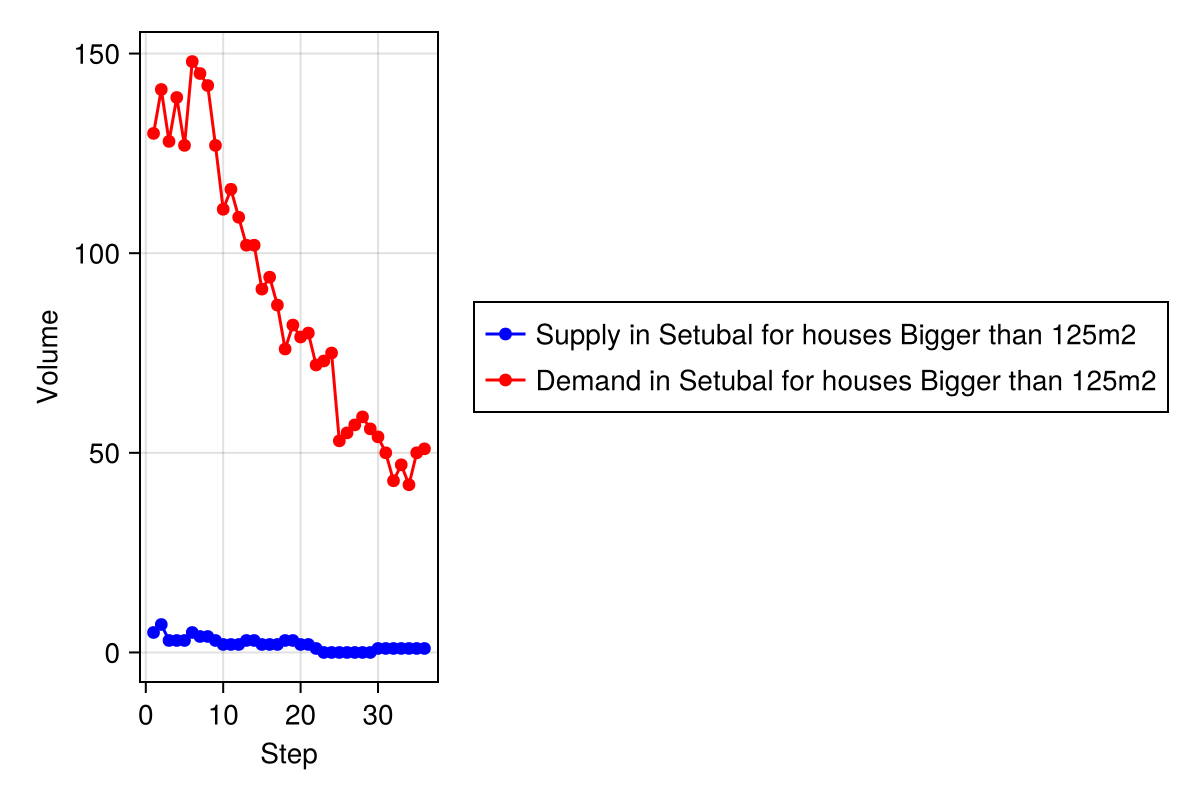 150
100
50
0
Volume
0 10 20 30
Step
Supply in Setubal for houses Bigger than 125m2
Demand in Setubal for houses Bigger than 125m2